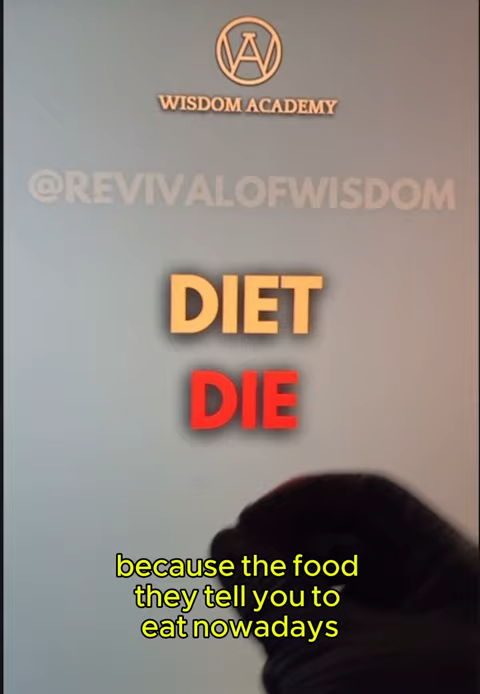 WISDOM ACADEMY
@REVIVALOFWISDOM
DIET
DIE
because the food
they tell you to
eat nowadays